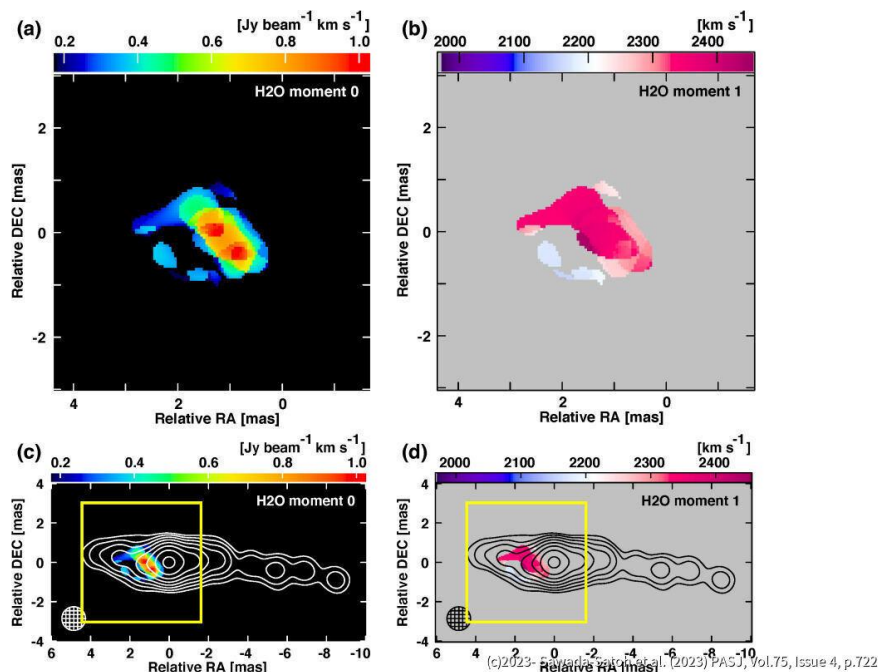 (a) [Jy beam⁻¹ km s⁻¹]
0.2 0.4 0.6 0.8 1.0
H2O moment 0
Relative DEC [mas]
2
0
-2
4 2 0
Relative RA [mas]
(b) [km s⁻¹]
2000 2100 2200 2300 2400
H2O moment 1
Relative DEC [mas]
2
0
-2
4 2 0
Relative RA [mas]
(c) [Jy beam⁻¹ km s⁻¹]
0.2 0.4 0.6 0.8 1.0
H2O moment 0
Relative DEC [mas]
4
2
0
-2
-4
6 4 2 0 -2 -4 -6 -8 -10
Relative RA [mas]
(d) [km s⁻¹]
2000 2100 2200 2300 2400
H2O moment 1
Relative DEC [mas]
4
2
0
-2
-4
6 4 2 0 -2 -4 -6 -8 -10
Relative RA [mas]
(c)2023- Sawada-Satoh et al. (2023) PASJ, Vol.75, Issue 4, p.722